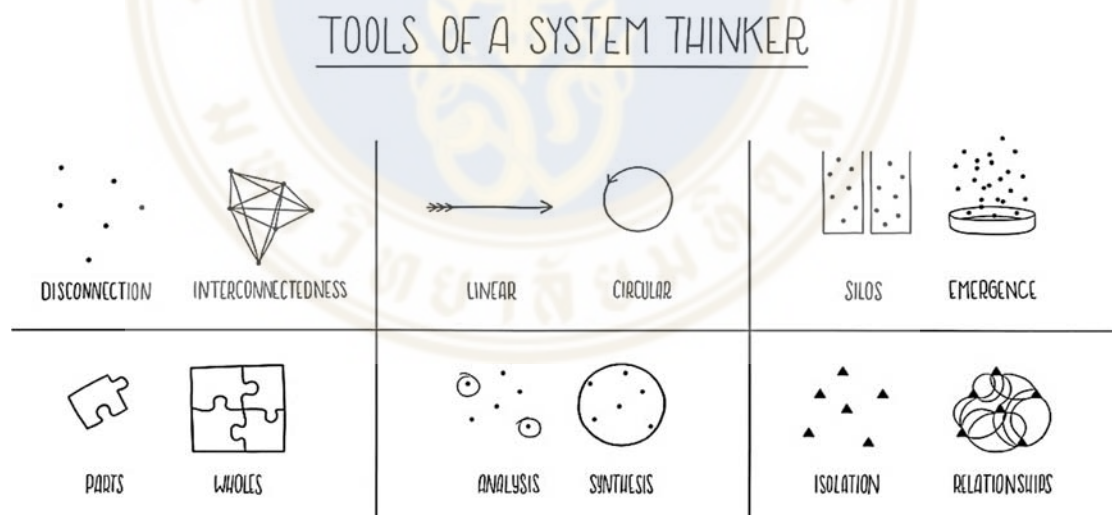 TOOLS OF A SYSTEM THINKER
DISCONNECTION INTERCONNECTEDNESS LINEAR CIRCULAR SILOS EMERGENCE
PARTS WHOLES ANALYSIS SYNTHESIS ISOLATION RELATIONSHIPS